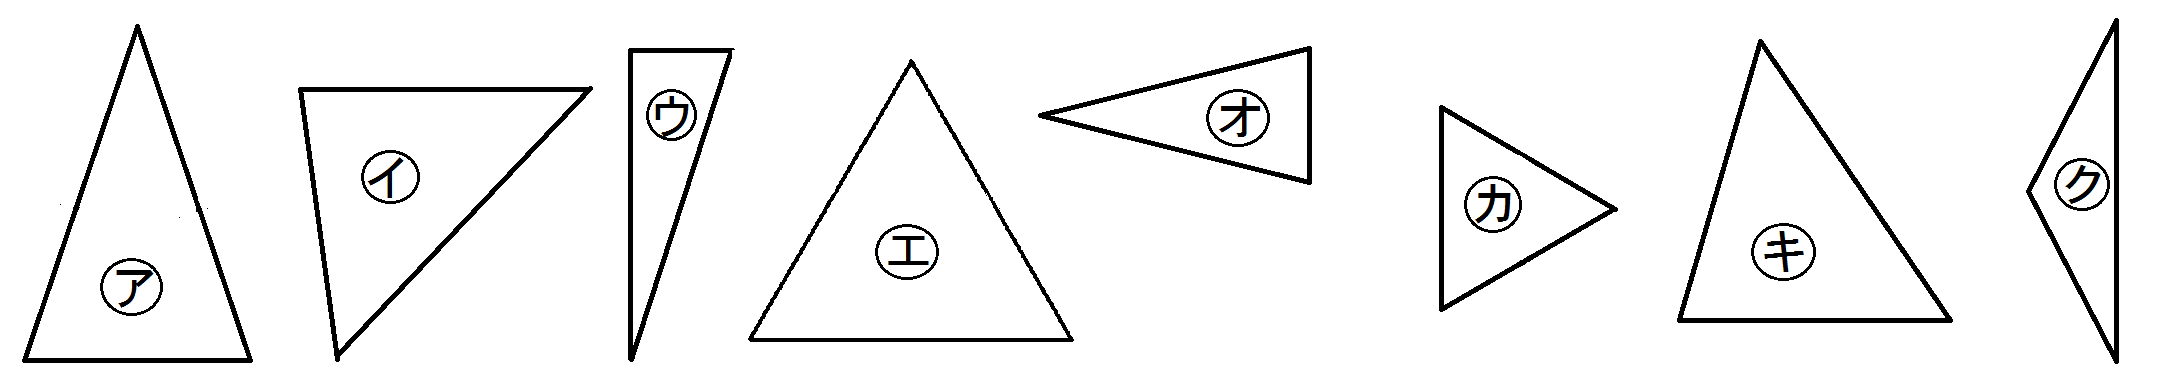 ㋐ ㋑ ㋒ ㋓ ㋔ ㋕ ㋖ ㋗